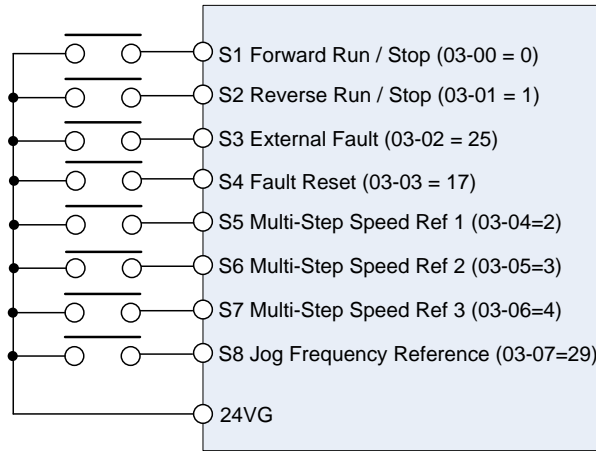 S1 Forward Run / Stop (03-00 = 0)
S2 Reverse Run / Stop (03-01 = 1)
S3 External Fault (03-02 = 25)
S4 Fault Reset (03-03 = 17)
S5 Multi-Step Speed Ref 1 (03-04=2)
S6 Multi-Step Speed Ref 2 (03-05=3)
S7 Multi-Step Speed Ref 3 (03-06=4)
S8 Jog Frequency Reference (03-07=29)
24VG